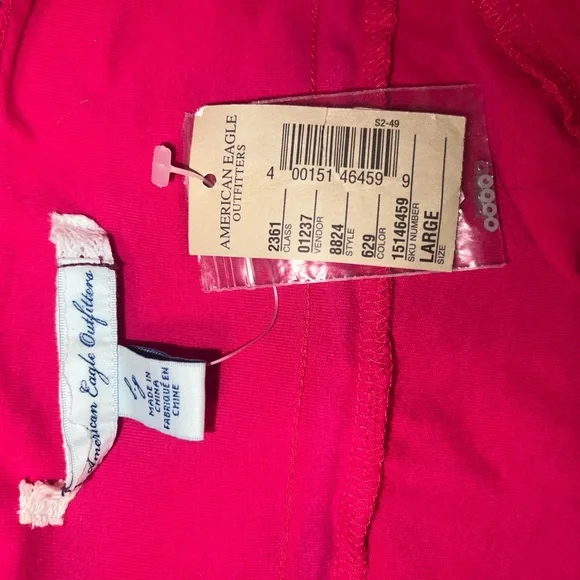 AMERICAN EAGLE
OUTFITTERS
S2-49
4 00151 46459 9
2361
CLASS
01237
VENDOR
8824
STYLE
629
COLOR
15146459
SKU NUMBER
LARGE
SIZE
American Eagle Outfitters
MADE IN
CHINA
FABRIQUÉ EN
CHINE